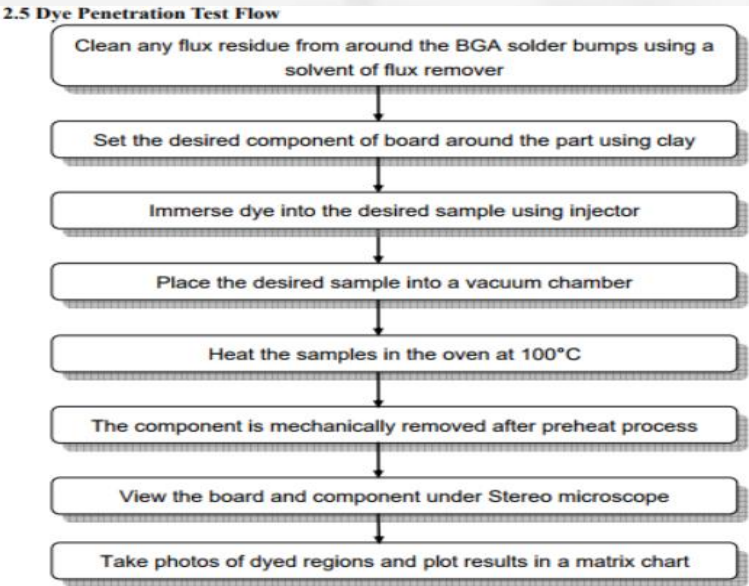 2.5 Dye Penetration Test Flow
Clean any flux residue from around the BGA solder bumps using a
solvent of flux remover
Set the desired component of board around the part using clay
Immerse dye into the desired sample using injector
Place the desired sample into a vacuum chamber
Heat the samples in the oven at 100°C
The component is mechanically removed after preheat process
View the board and component under Stereo microscope
Take photos of dyed regions and plot results in a matrix chart